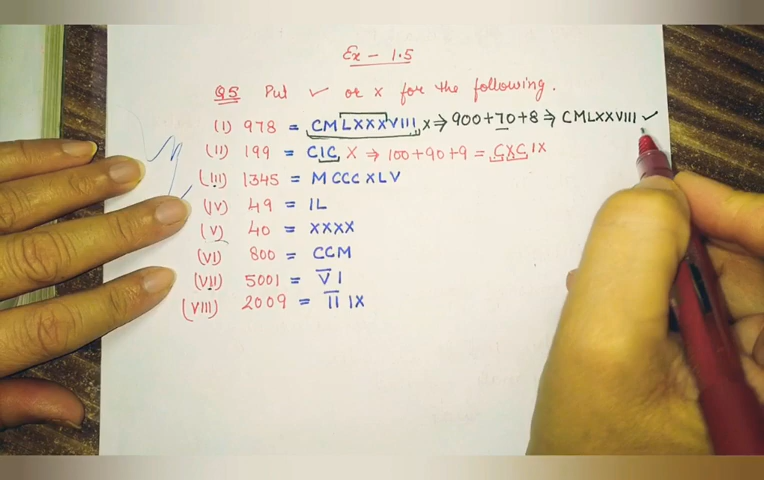 Ex - 1.5
Q5 Put ✓ or x for the following.
(I) 978 = CMLXXXVIII x ⇒ 900+70+8 ⇒ CMLXXVIII ✓
(II) 199 = CIC X ⇒ 100+90+9 = CXCIX
(III) 1345 = MCCCXLV
(IV) 49 = IL
(V) 40 = XXXX
(VI) 800 = CCM
(VII) 5001 = V̅I
(VIII) 2009 = I̅I̅ IX